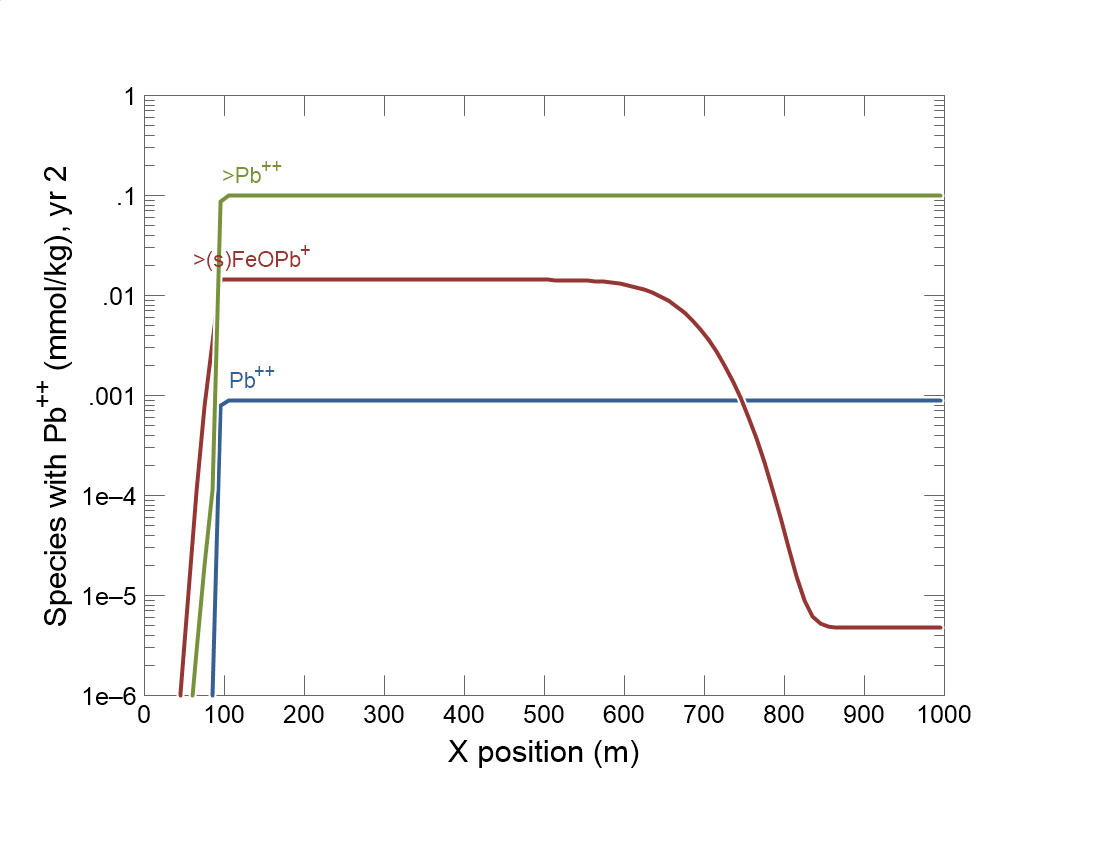 Species with Pb++ (mmol/kg), yr 2
1
.1
.01
.001
1e–4
1e–5
1e–6
>Pb++
>(s)FeOPb+
Pb++
0 100 200 300 400 500 600 700 800 900 1000
X position (m)